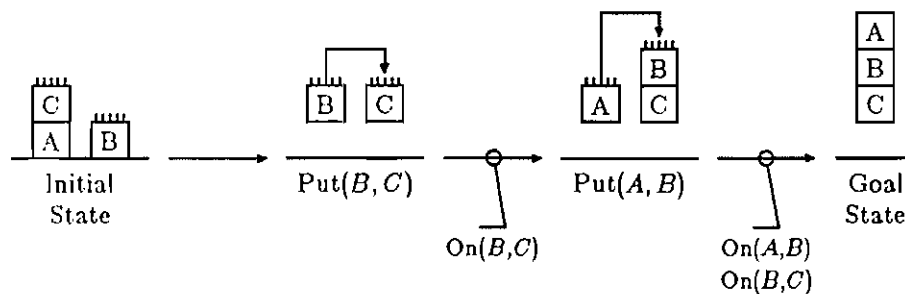 A
B
B
B
C
C
A
B
C
A
B
C
Initial
State
Put(B, C)
Put(A, B)
Goal
State
On(B,C)
On(A,B)
On(B,C)